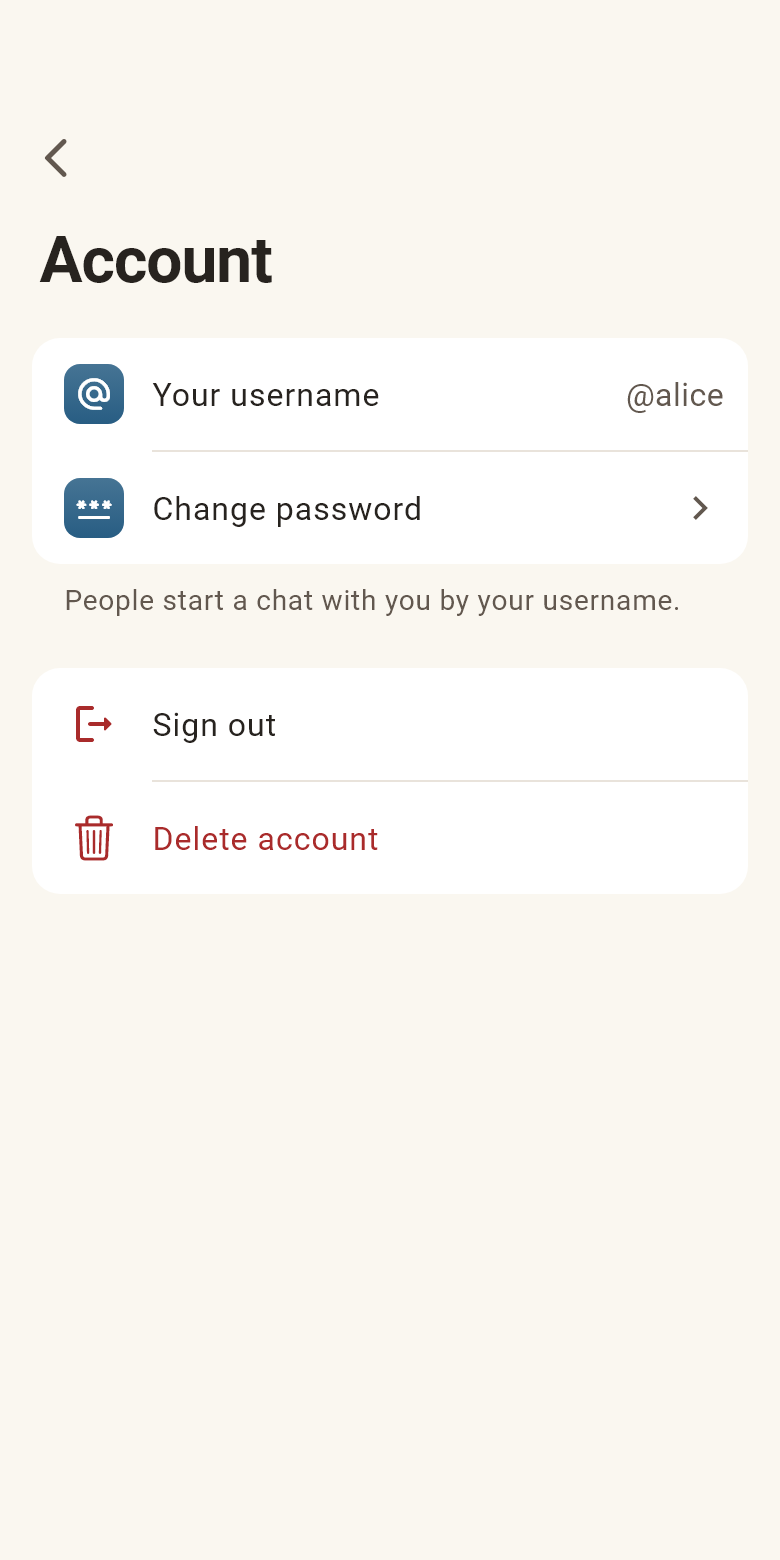 Account
Your username
@alice
Change password
People start a chat with you by your username.
Sign out
Delete account